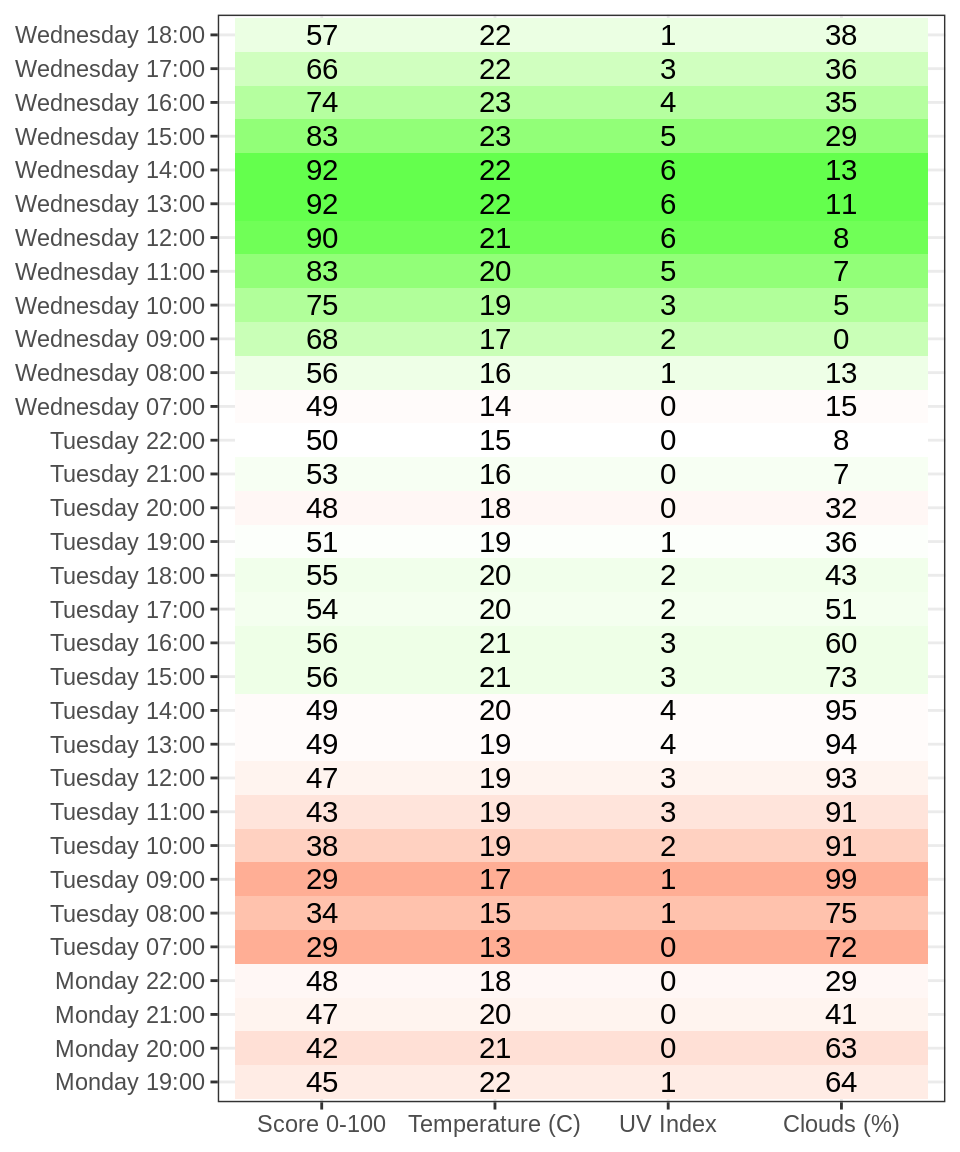 Wednesday 18:00 57 22 1 38
Wednesday 17:00 66 22 3 36
Wednesday 16:00 74 23 4 35
Wednesday 15:00 83 23 5 29
Wednesday 14:00 92 22 6 13
Wednesday 13:00 92 22 6 11
Wednesday 12:00 90 21 6 8
Wednesday 11:00 83 20 5 7
Wednesday 10:00 75 19 3 5
Wednesday 09:00 68 17 2 0
Wednesday 08:00 56 16 1 13
Wednesday 07:00 49 14 0 15
Tuesday 22:00 50 15 0 8
Tuesday 21:00 53 16 0 7
Tuesday 20:00 48 18 0 32
Tuesday 19:00 51 19 1 36
Tuesday 18:00 55 20 2 43
Tuesday 17:00 54 20 2 51
Tuesday 16:00 56 21 3 60
Tuesday 15:00 56 21 3 73
Tuesday 14:00 49 20 4 95
Tuesday 13:00 49 19 4 94
Tuesday 12:00 47 19 3 93
Tuesday 11:00 43 19 3 91
Tuesday 10:00 38 19 2 91
Tuesday 09:00 29 17 1 99
Tuesday 08:00 34 15 1 75
Tuesday 07:00 29 13 0 72
Monday 22:00 48 18 0 29
Monday 21:00 47 20 0 41
Monday 20:00 42 21 0 63
Monday 19:00 45 22 1 64
Score 0-100 Temperature (C) UV Index Clouds (%)